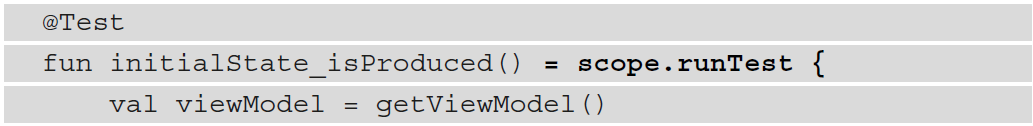 @Test
fun initialState_isProduced() = scope.runTest {
    val viewModel = getViewModel()